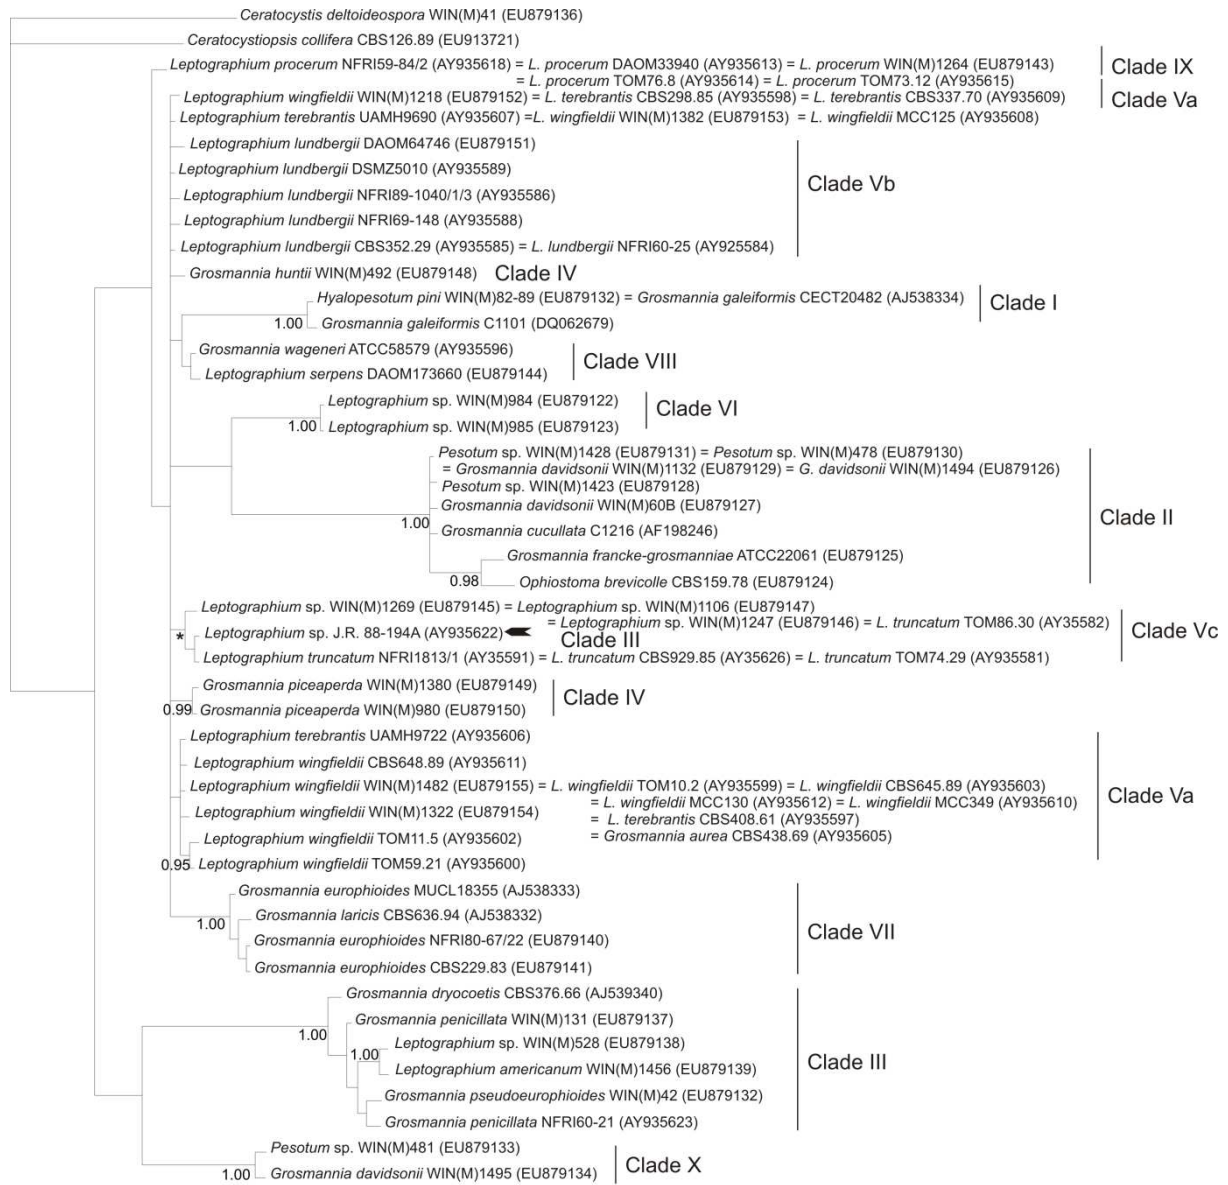 Ceratocystis deltoideospora WIN(M)41 (EU879136)
Ceratocystiopsis collifera CBS126.89 (EU913721)
Leptographium procerum NFRI59-84/2 (AY935618) = L. procerum DAOM33940 (AY935613) = L. procerum WIN(M)1264 (EU879143)
= L. procerum TOM76.8 (AY935614) = L. procerum TOM73.12 (AY935615)
Clade IX
Leptographium wingfieldii WIN(M)1218 (EU879152) = L. terebrantis CBS298.85 (AY935598) = L. terebrantis CBS337.70 (AY935609)
Clade Va
Leptographium terebrantis UAMH9690 (AY935607) =L. wingfieldii WIN(M)1382 (EU879153) = L. wingfieldii MCC125 (AY935608)
Leptographium lundbergii DAOM64746 (EU879151)
Leptographium lundbergii DSMZ5010 (AY935589)
Clade Vb
Leptographium lundbergii NFRI89-1040/1/3 (AY935586)
Leptographium lundbergii NFRI69-148 (AY935588)
Leptographium lundbergii CBS352.29 (AY935585) = L. lundbergii NFRI60-25 (AY925584)
Grosmannia huntii WIN(M)492 (EU879148) Clade IV
Hyalopesotum pini WIN(M)82-89 (EU879132) = Grosmannia galeiformis CECT20482 (AJ538334)
Clade I
1.00 Grosmannia galeiformis C1101 (DQ062679)
Grosmannia wageneri ATCC58579 (AY935596)
Clade VIII
Leptographium serpens DAOM173660 (EU879144)
Leptographium sp. WIN(M)984 (EU879122)
Clade VI
1.00 Leptographium sp. WIN(M)985 (EU879123)
Pesotum sp. WIN(M)1428 (EU879131) = Pesotum sp. WIN(M)478 (EU879130)
= Grosmannia davidsonii WIN(M)1132 (EU879129) = G. davidsonii WIN(M)1494 (EU879126)
Pesotum sp. WIN(M)1423 (EU879128)
Grosmannia davidsonii WIN(M)60B (EU879127)
Clade II
1.00
Grosmannia cucullata C1216 (AF198246)
Grosmannia francke-grosmanniae ATCC22061 (EU879125)
0.98 Ophiostoma brevicolle CBS159.78 (EU879124)
Leptographium sp. WIN(M)1269 (EU879145) = Leptographium sp. WIN(M)1106 (EU879147)
= Leptographium sp. WIN(M)1247 (EU879146) = L. truncatum TOM86.30 (AY35582)
Clade Vc
* Leptographium sp. J.R. 88-194A (AY935622) Clade III
Leptographium truncatum NFRI1813/1 (AY35591) = L. truncatum CBS929.85 (AY35626) = L. truncatum TOM74.29 (AY935581)
Grosmannia piceaperda WIN(M)1380 (EU879149)
Clade IV
0.99 Grosmannia piceaperda WIN(M)980 (EU879150)
Leptographium terebrantis UAMH9722 (AY935606)
Leptographium wingfieldii CBS648.89 (AY935611)
Leptographium wingfieldii WIN(M)1482 (EU879155) = L. wingfieldii TOM10.2 (AY935599) = L. wingfieldii CBS645.89 (AY935603)
Clade Va
= L. wingfieldii MCC130 (AY935612) = L. wingfieldii MCC349 (AY935610)
Leptographium wingfieldii WIN(M)1322 (EU879154)
= L. terebrantis CBS408.61 (AY935597)
= Grosmannia aurea CBS438.69 (AY935605)
Leptographium wingfieldii TOM11.5 (AY935602)
0.95 Leptographium wingfieldii TOM59.21 (AY935600)
Grosmannia europhioides MUCL18355 (AJ538333)
Grosmannia laricis CBS636.94 (AJ538332)
1.00
Clade VII
Grosmannia europhioides NFRI80-67/22 (EU879140)
Grosmannia europhioides CBS229.83 (EU879141)
Grosmannia dryocoetis CBS376.66 (AJ539340)
Grosmannia penicillata WIN(M)131 (EU879137)
1.00
Leptographium sp. WIN(M)528 (EU879138)
1.00
Clade III
Leptographium americanum WIN(M)1456 (EU879139)
Grosmannia pseudoeurophioides WIN(M)42 (EU879132)
Grosmannia penicillata NFRI60-21 (AY935623)
Pesotum sp. WIN(M)481 (EU879133)
Clade X
1.00 Grosmannia davidsonii WIN(M)1495 (EU879134)